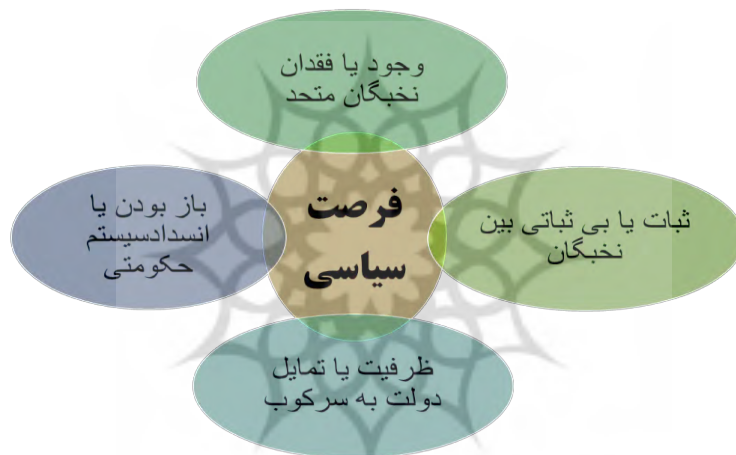 وجود یا فقدان
نخبگان متحد
فرصت
سیاسی
ثبات یا بی ثباتی بین
نخبگان
باز بودن یا
انسدادسیستم
حکومتی
ظرفیت یا تمایل
دولت به سرکوب